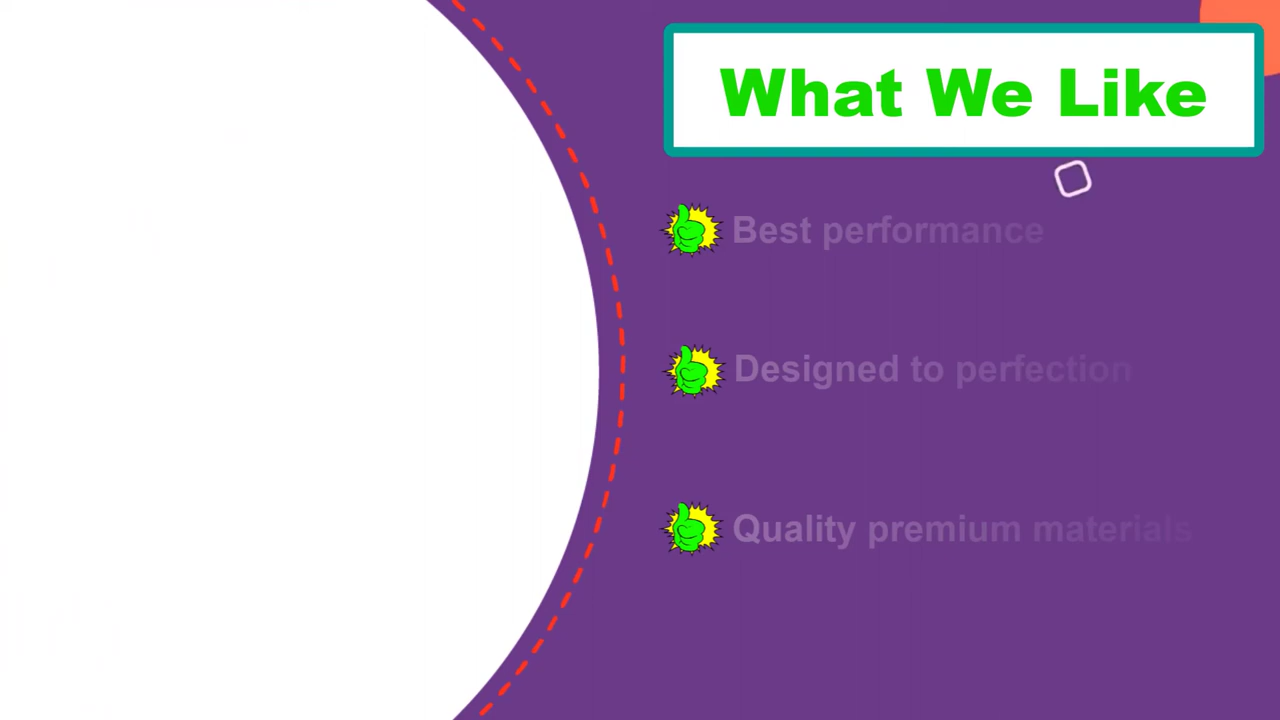 What We Like
Best performance
Designed to perfection
Quality premium materials